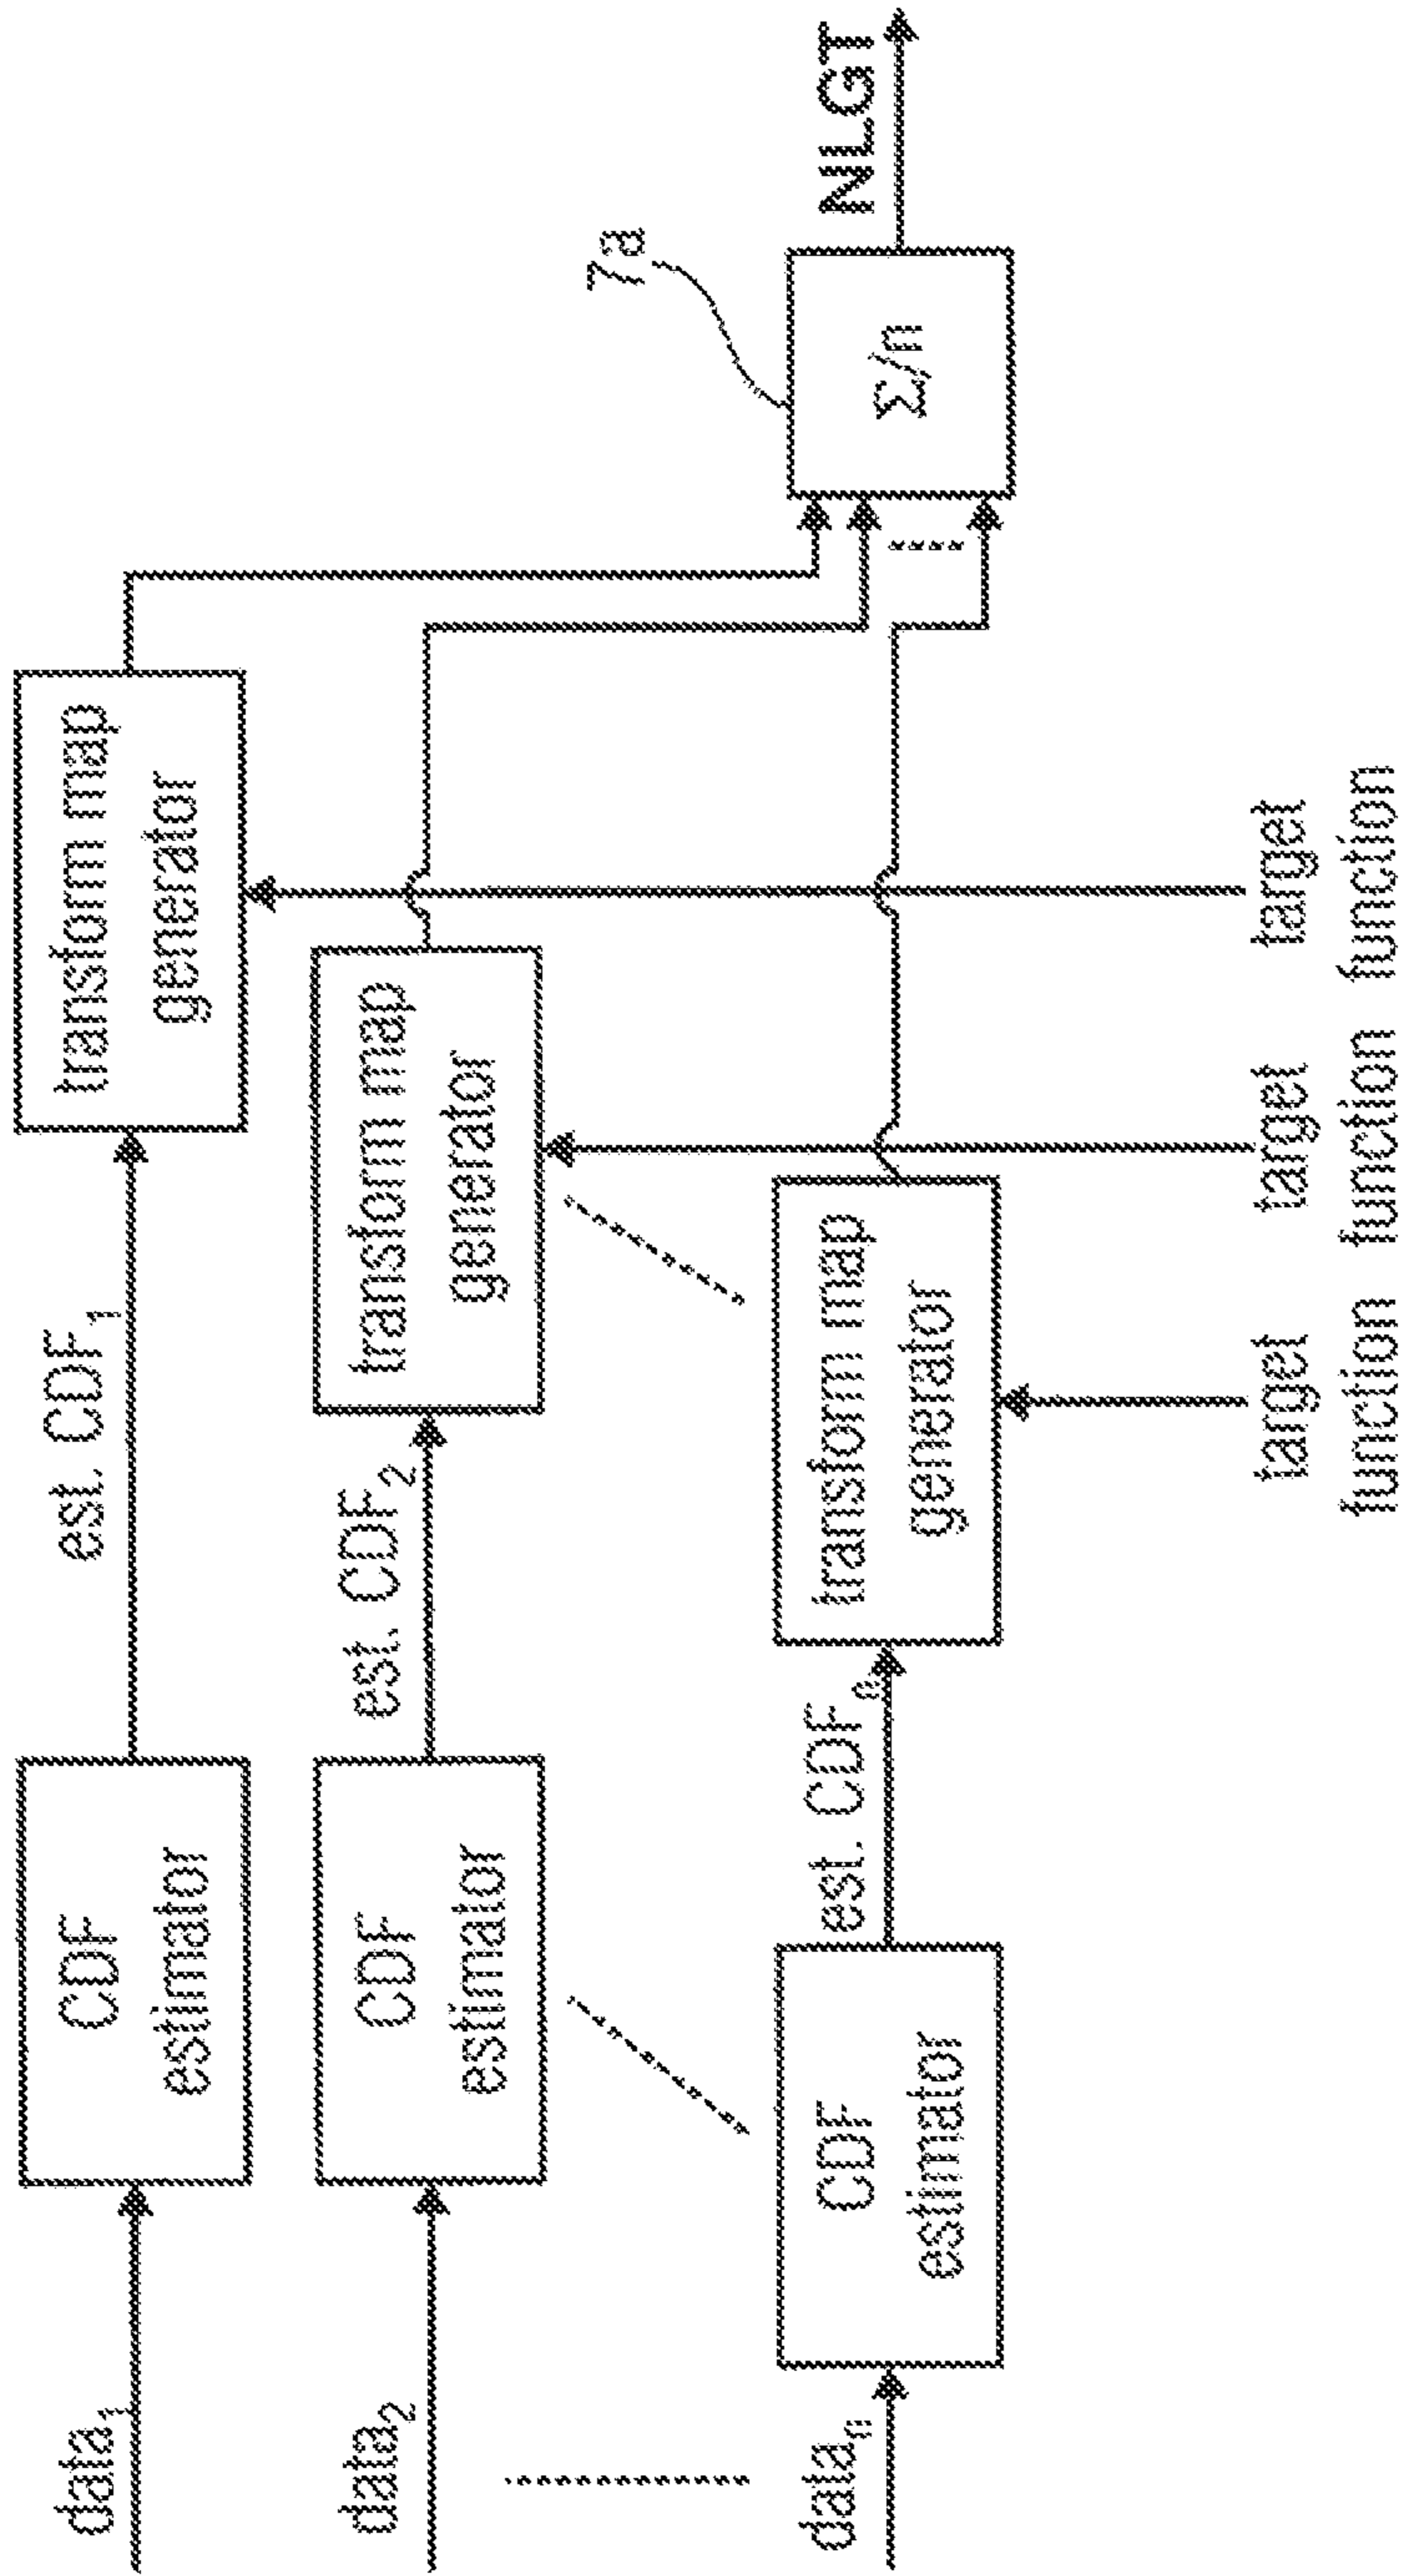 data1
CDF
estimator
est. CDF1
transform map
generator
data2
CDF
estimator
est. CDF2
transform map
generator
datan
CDF
estimator
est. CDFn
transform map
generator
7a
Σ/n
NLGT
target
function
target
function
target
function